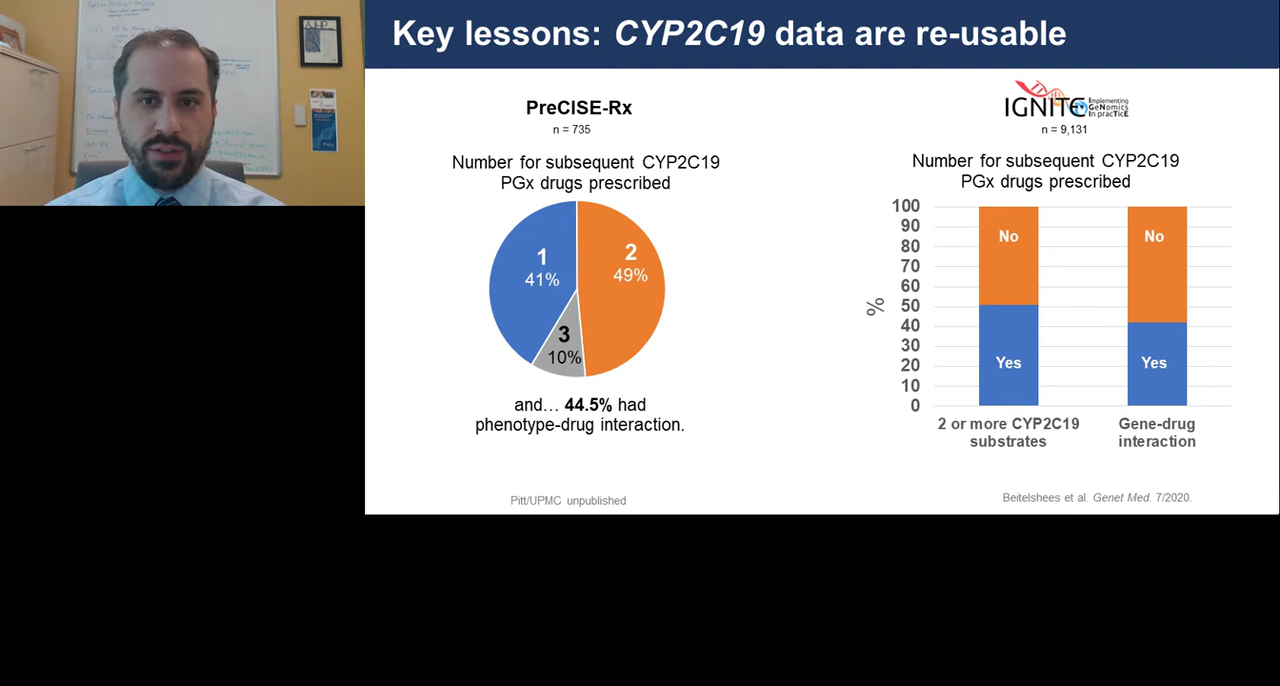 Key lessons: CYP2C19 data are re-usable
PreCISE-Rx
n = 735
Number for subsequent CYP2C19
PGx drugs prescribed
1
41%
2
49%
3
10%
and... 44.5% had
phenotype-drug interaction.
Pitt/UPMC unpublished
IGNITE Implementing
GeNomics
In pracTicE
n = 9,131
Number for subsequent CYP2C19
PGx drugs prescribed
%
100
90
80
70
60
50
40
30
20
10
0
No
No
Yes
Yes
2 or more CYP2C19
substrates
Gene-drug
interaction
Beitelshees et al. Genet Med. 7/2020.